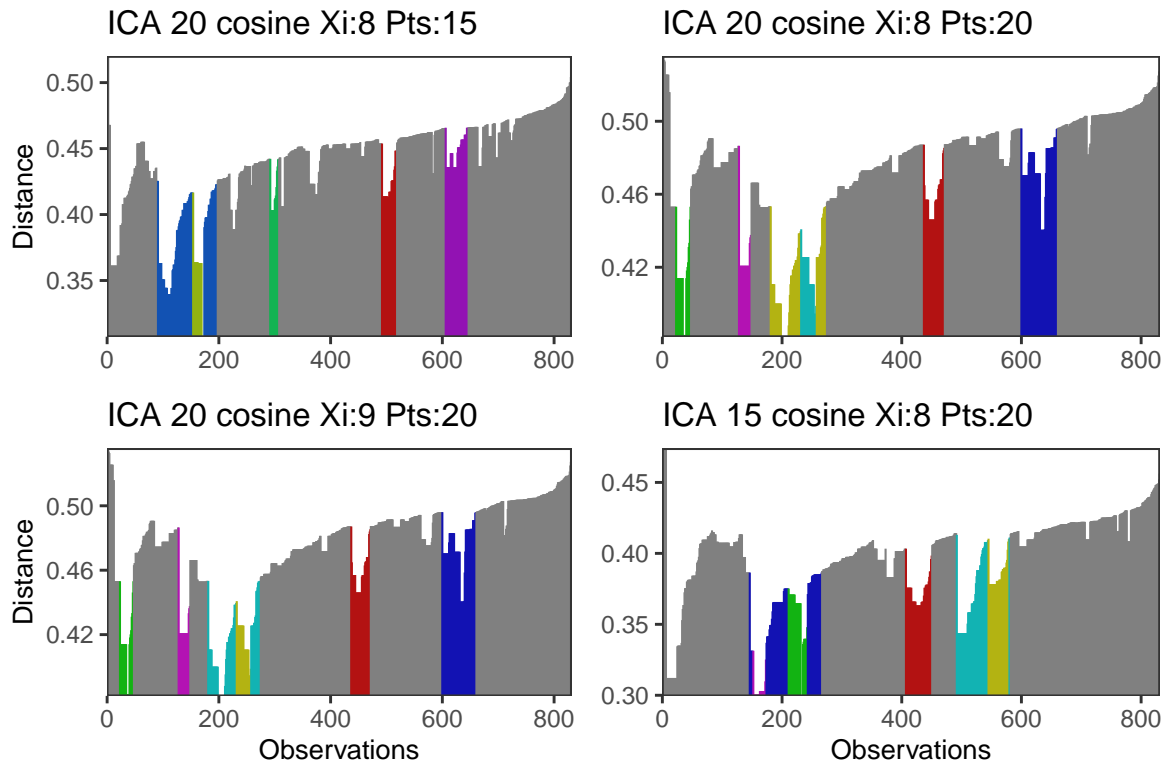 ICA 20 cosine Xi:8 Pts:15
ICA 20 cosine Xi:8 Pts:20
0.50
0.45
0.40
0.35
Distance
0 200 400 600 800
0.50
0.46
0.42
0 200 400 600 800
ICA 20 cosine Xi:9 Pts:20
ICA 15 cosine Xi:8 Pts:20
0.50
0.46
0.42
Distance
0 200 400 600 800
Observations
0.45
0.40
0.35
0.30
0 200 400 600 800
Observations